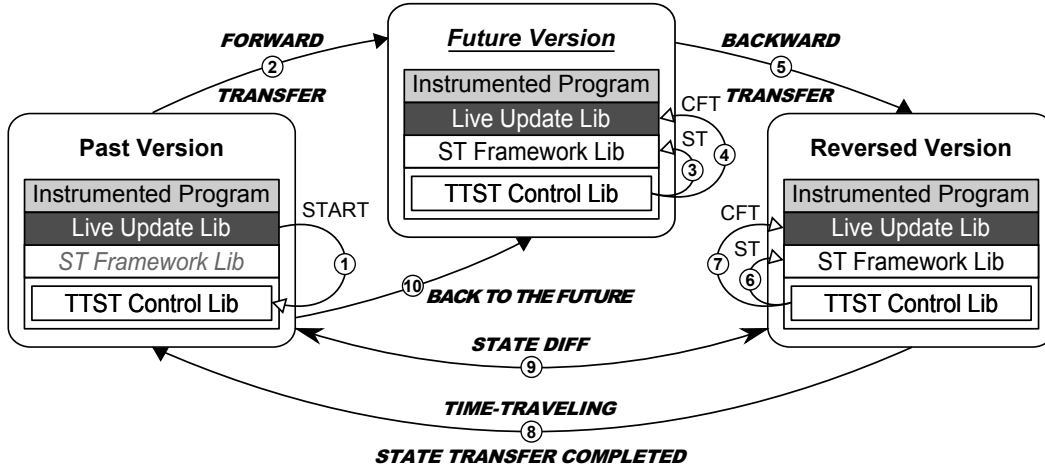 FORWARD
2
TRANSFER
Future Version
Instrumented Program
Live Update Lib
ST Framework Lib
TTST Control Lib
CFT
ST
3
4
BACKWARD
5
TRANSFER
Past Version
Instrumented Program
Live Update Lib
ST Framework Lib
TTST Control Lib
START
1
Reversed Version
Instrumented Program
Live Update Lib
ST Framework Lib
TTST Control Lib
CFT
ST
7
6
10
BACK TO THE FUTURE
STATE DIFF
9
TIME-TRAVELING
8
STATE TRANSFER COMPLETED